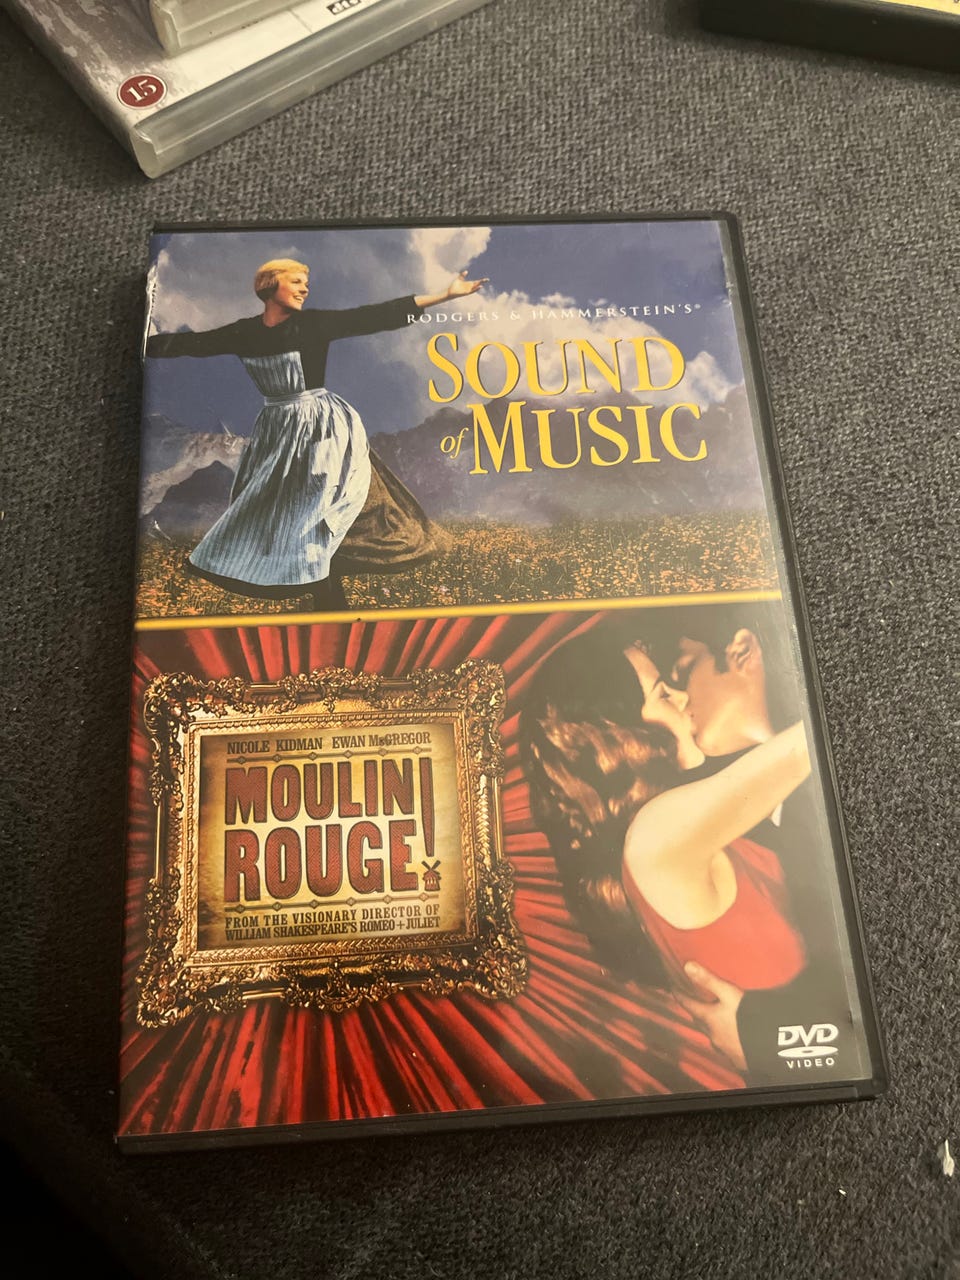 dts
15
RODGERS & HAMMERSTEIN'S®
SOUND
of MUSIC
NICOLE KIDMAN EWAN McGREGOR
MOULIN
ROUGE!
FROM THE VISIONARY DIRECTOR OF
WILLIAM SHAKESPEARE'S ROMEO + JULIET
DVD
VIDEO